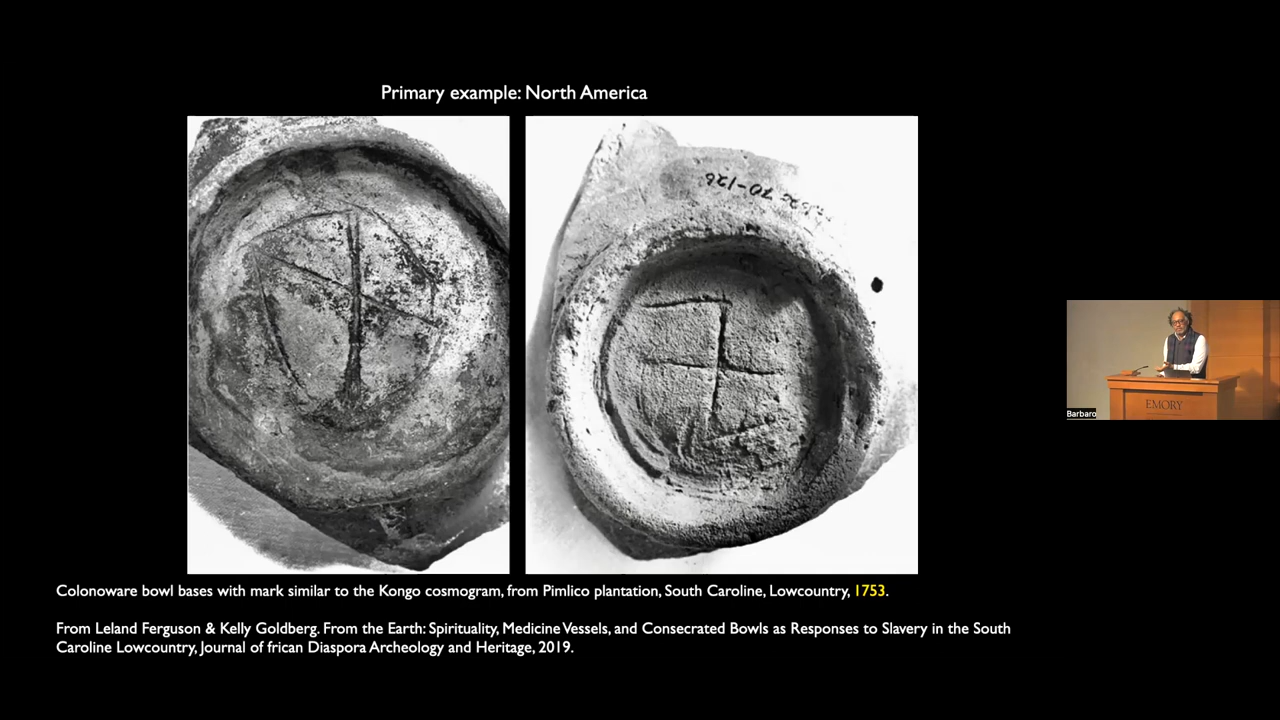 Primary example: North America
70-126
EMORY
Barbaro
Colonoware bowl bases with mark similar to the Kongo cosmogram, from Pimlico plantation, South Caroline, Lowcountry, 1753.
From Leland Ferguson & Kelly Goldberg. From the Earth: Spirituality, Medicine Vessels, and Consecrated Bowls as Responses to Slavery in the South
Caroline Lowcountry, Journal of frican Diaspora Archeology and Heritage, 2019.